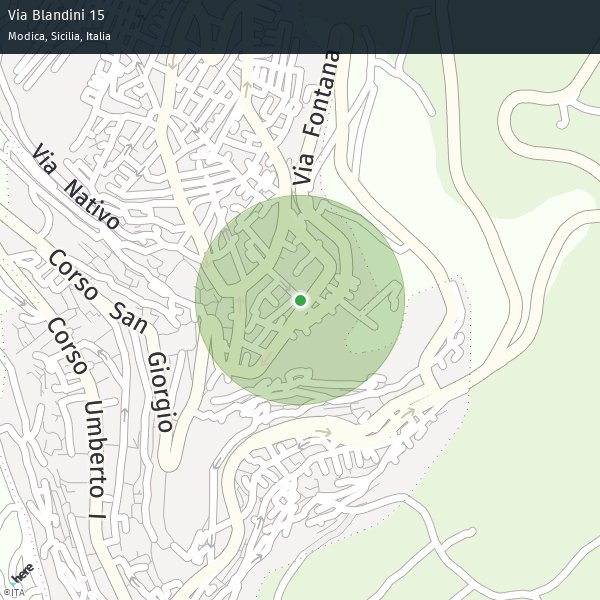 Via Blandini 15
Modica, Sicilia, Italia
Via Fontana
Via Nativo
Corso San Giorgio
Corso Umberto I
here
©ITA